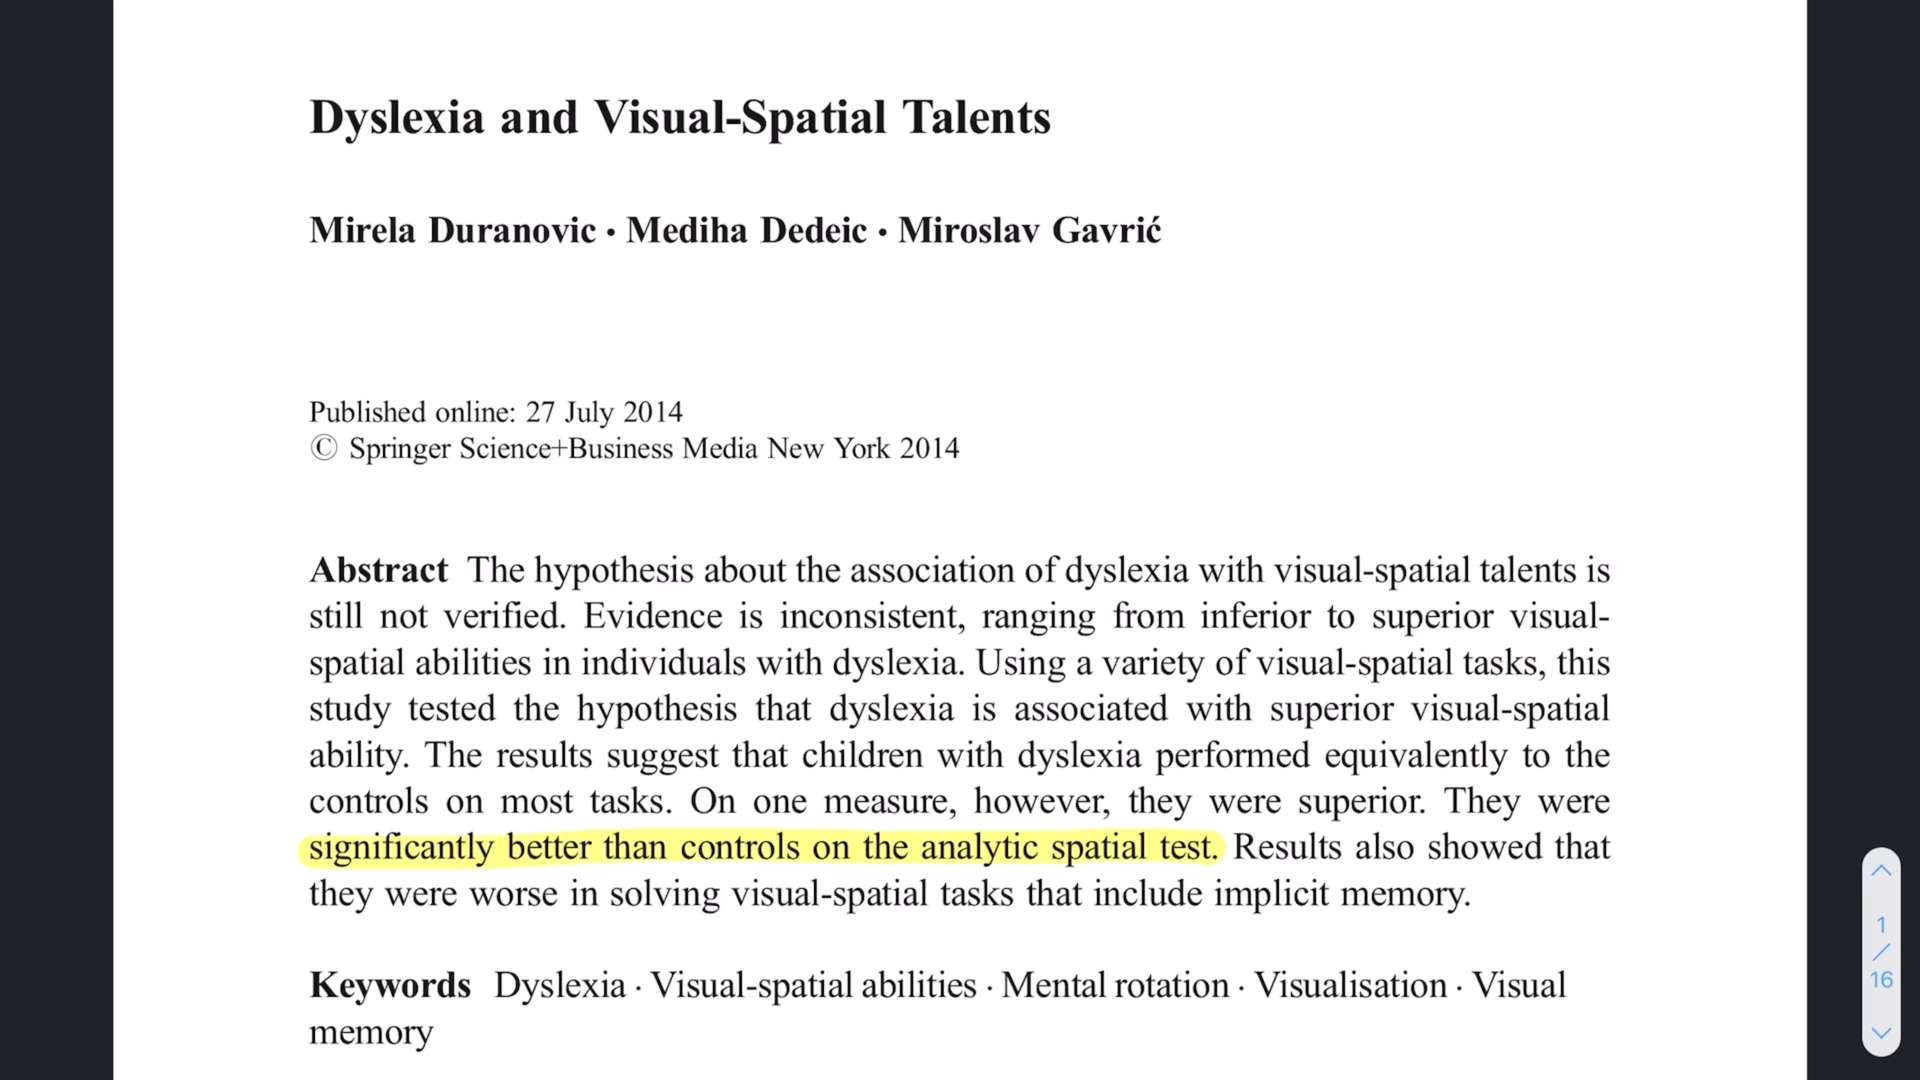 Dyslexia and Visual-Spatial Talents
Mirela Duranovic · Mediha Dedeic · Miroslav Gavrić
Published online: 27 July 2014
© Springer Science+Business Media New York 2014
Abstract The hypothesis about the association of dyslexia with visual-spatial talents is
still not verified. Evidence is inconsistent, ranging from inferior to superior visual-
spatial abilities in individuals with dyslexia. Using a variety of visual-spatial tasks, this
study tested the hypothesis that dyslexia is associated with superior visual-spatial
ability. The results suggest that children with dyslexia performed equivalently to the
controls on most tasks. On one measure, however, they were superior. They were
significantly better than controls on the analytic spatial test. Results also showed that
they were worse in solving visual-spatial tasks that include implicit memory.
Keywords Dyslexia · Visual-spatial abilities · Mental rotation · Visualisation · Visual
memory
1
/
16